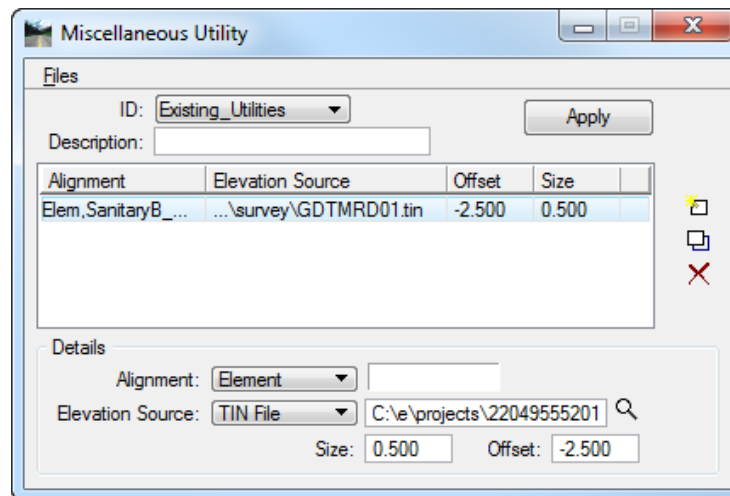 Miscellaneous Utility
Files
ID: Existing_Utilities
Apply
Description:
Alignment Elevation Source Offset Size
Elem,SanitaryB_... ...\survey\GDTMRD01.tin -2.500 0.500
Details
Alignment: Element
Elevation Source: TIN File C:\e\projects\22049555201
Size: 0.500 Offset: -2.500